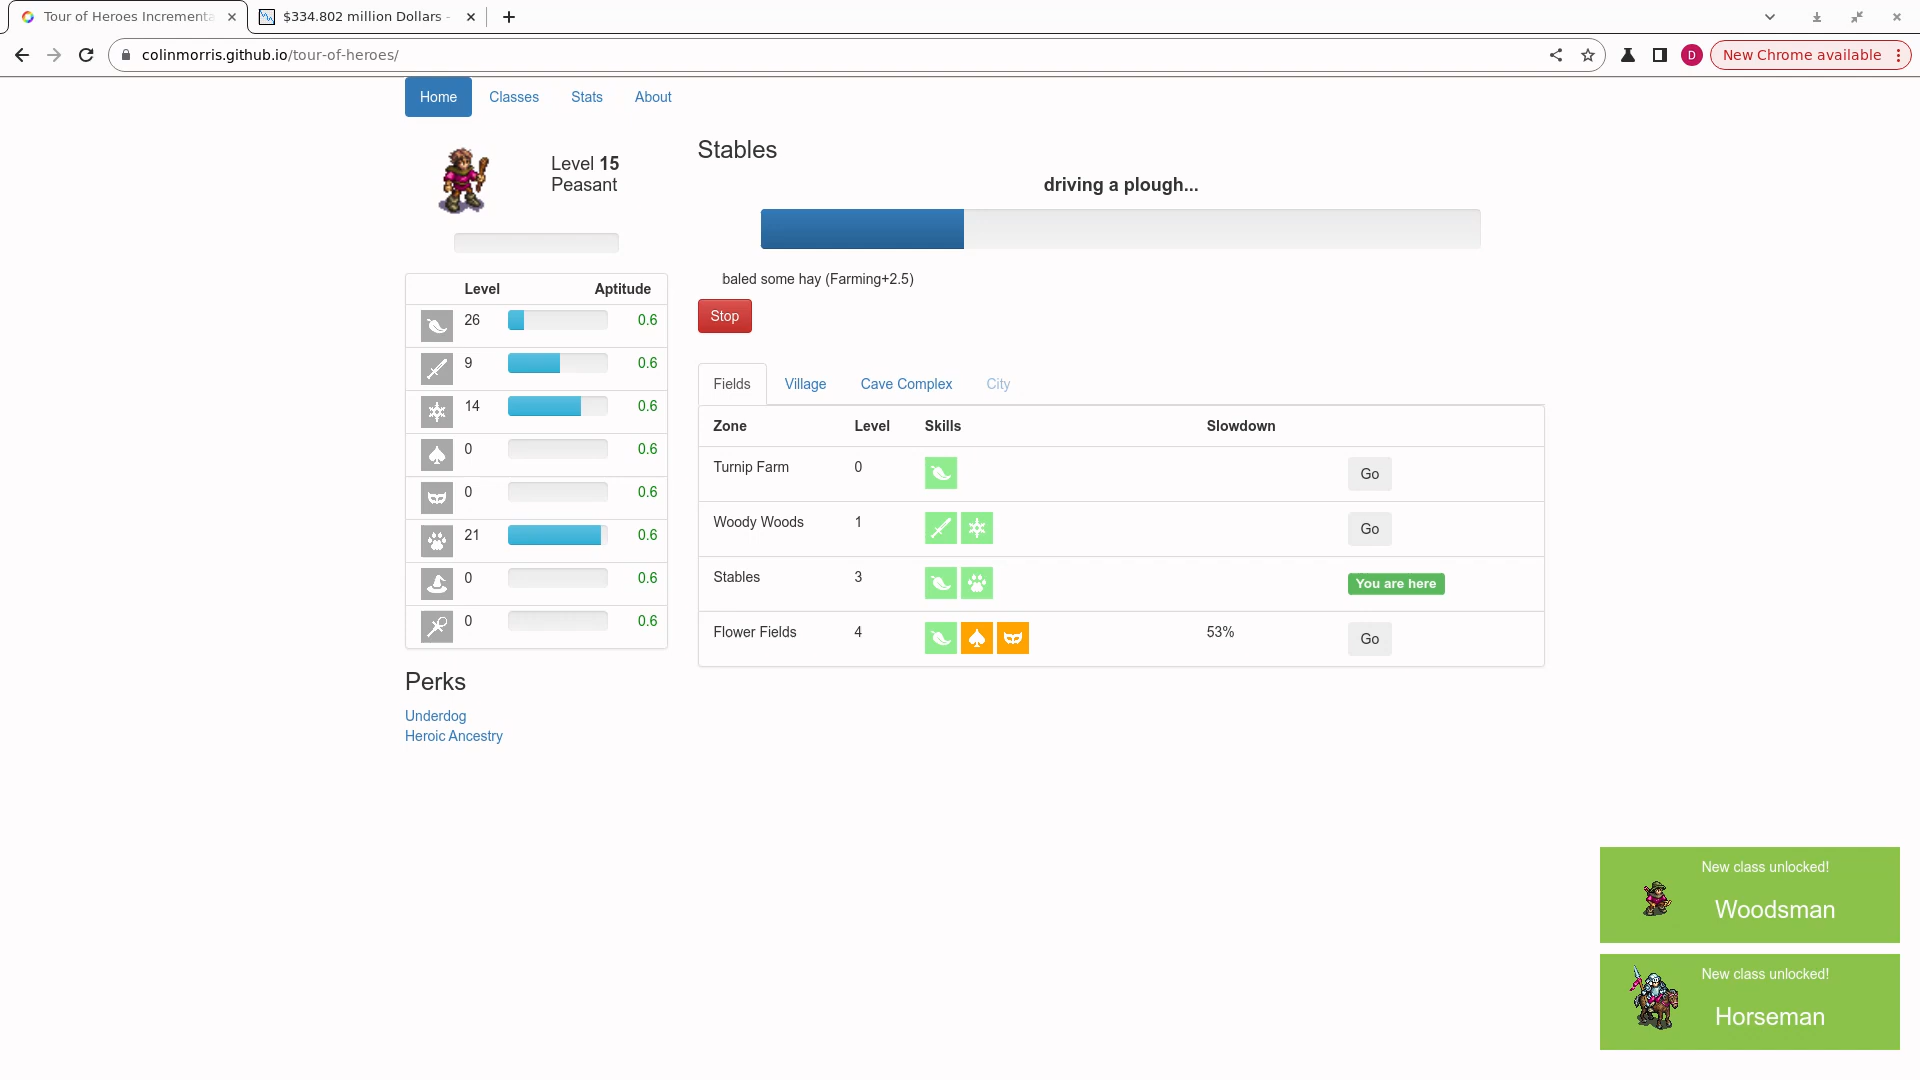 Tour of Heroes Increment
$334.802 million Dollars -
colinmorris.github.io/tour-of-heroes/
D
New Chrome available
Home Classes Stats About
Level 15
Peasant
Stables
driving a plough...
baled some hay (Farming+2.5)
Stop
Level Aptitude
26 0.6
9 0.6
14 0.6
0 0.6
0 0.6
21 0.6
0 0.6
0 0.6
Perks
Underdog
Heroic Ancestry
Fields Village Cave Complex City
Zone Level Skills Slowdown
Turnip Farm 0 Go
Woody Woods 1 Go
Stables 3 You are here
Flower Fields 4 53% Go
New class unlocked!
Woodsman
New class unlocked!
Horseman